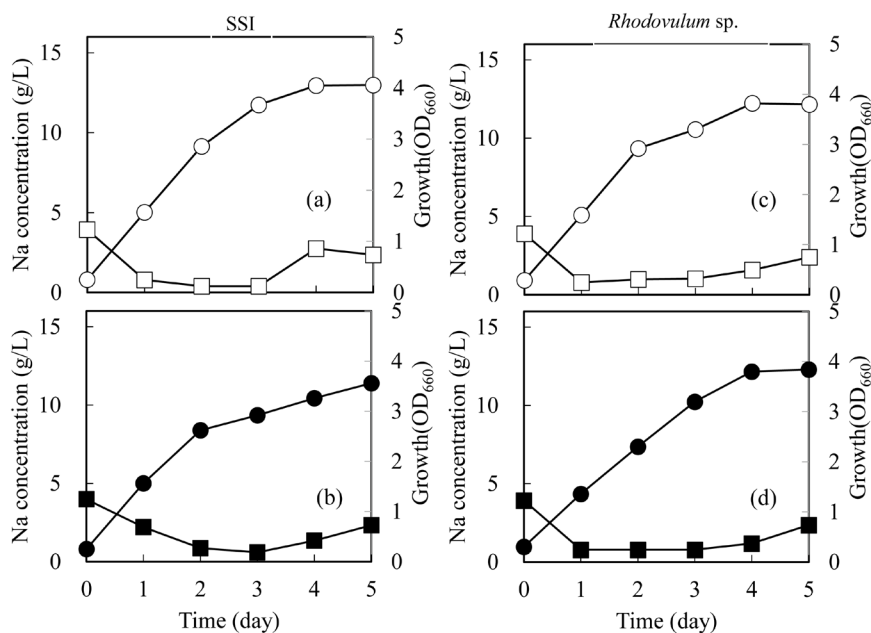 SSI
Rhodovulum sp.
Na concentration (g/L)
15
10
5
0
(a)
5
4
3
2
1
0
Growth(OD660)
Na concentration (g/L)
15
10
5
0
(c)
5
4
3
2
1
0
Growth(OD660)
Na concentration (g/L)
15
10
5
0
(b)
5
4
3
2
1
0
Growth(OD660)
0 1 2 3 4 5
Time (day)
Na concentration (g/L)
15
10
5
0
(d)
5
4
3
2
1
0
Growth(OD660)
0 1 2 3 4 5
Time (day)